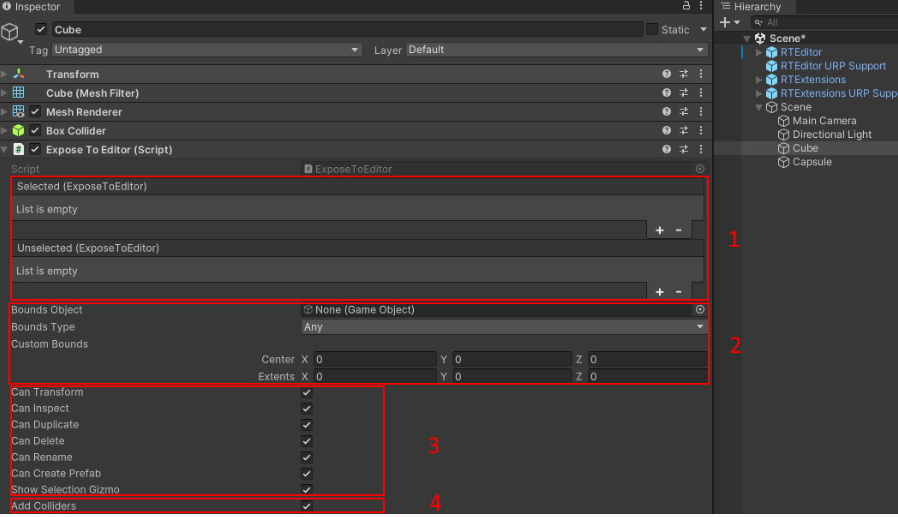 Inspector
Cube
Static
Tag Untagged
Layer Default
Transform
Cube (Mesh Filter)
Mesh Renderer
Box Collider
# Expose To Editor (Script)
Script
# ExposeToEditor
Selected (ExposeToEditor)
List is empty
+ -
Unselected (ExposeToEditor)
List is empty
+ -
1
Bounds Object
None (Game Object)
Bounds Type
Any
Custom Bounds
Center X 0 Y 0 Z 0
Extents X 0 Y 0 Z 0
2
Can Transform
Can Inspect
Can Duplicate
Can Delete
Can Rename
Can Create Prefab
Show Selection Gizmo
3
Add Colliders
4
Hierarchy
+
All
Scene*
RTEditor
RTEditor URP Support
RTExtensions
RTExtensions URP Supp
Scene
Main Camera
Directional Light
Cube
Capsule